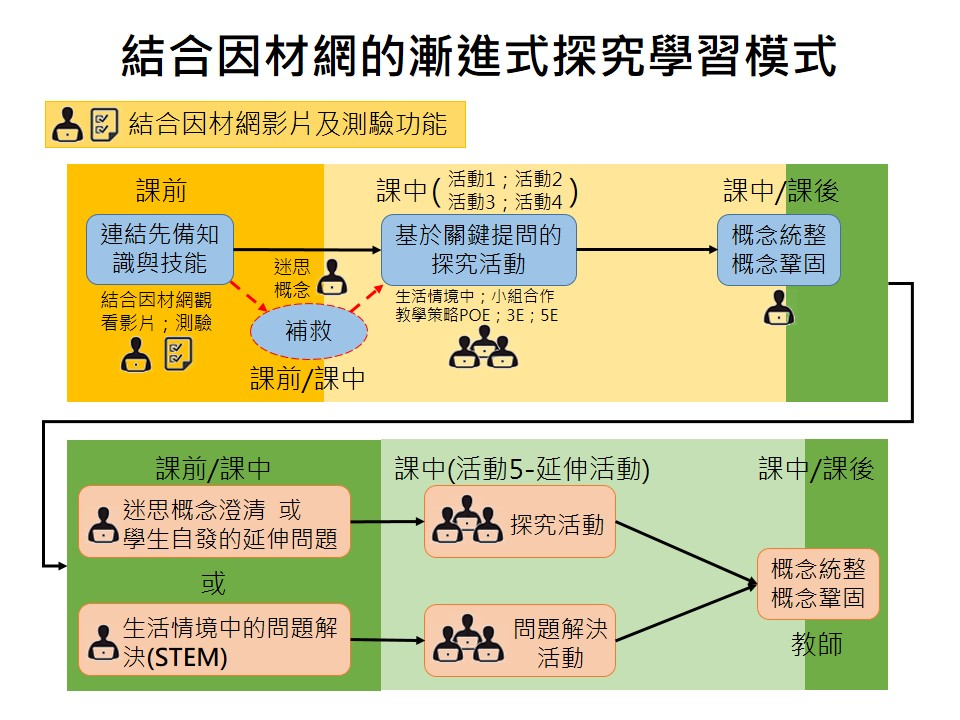 結合因材網的漸進式探究學習模式
結合因材網影片及測驗功能
課前
連結先備知
識與技能
結合因材網觀
看影片；測驗
迷思
概念
補救
課前/課中
課中(活動1；活動2
活動3；活動4)
基於關鍵提問的
探究活動
生活情境中；小組合作
教學策略POE；3E；5E
課中/課後
概念統整
概念鞏固
課前/課中
迷思概念澄清 或
學生自發的延伸問題
或
生活情境中的問題解
決(STEM)
課中(活動5-延伸活動)
探究活動
問題解決
活動
課中/課後
概念統整
概念鞏固
教師